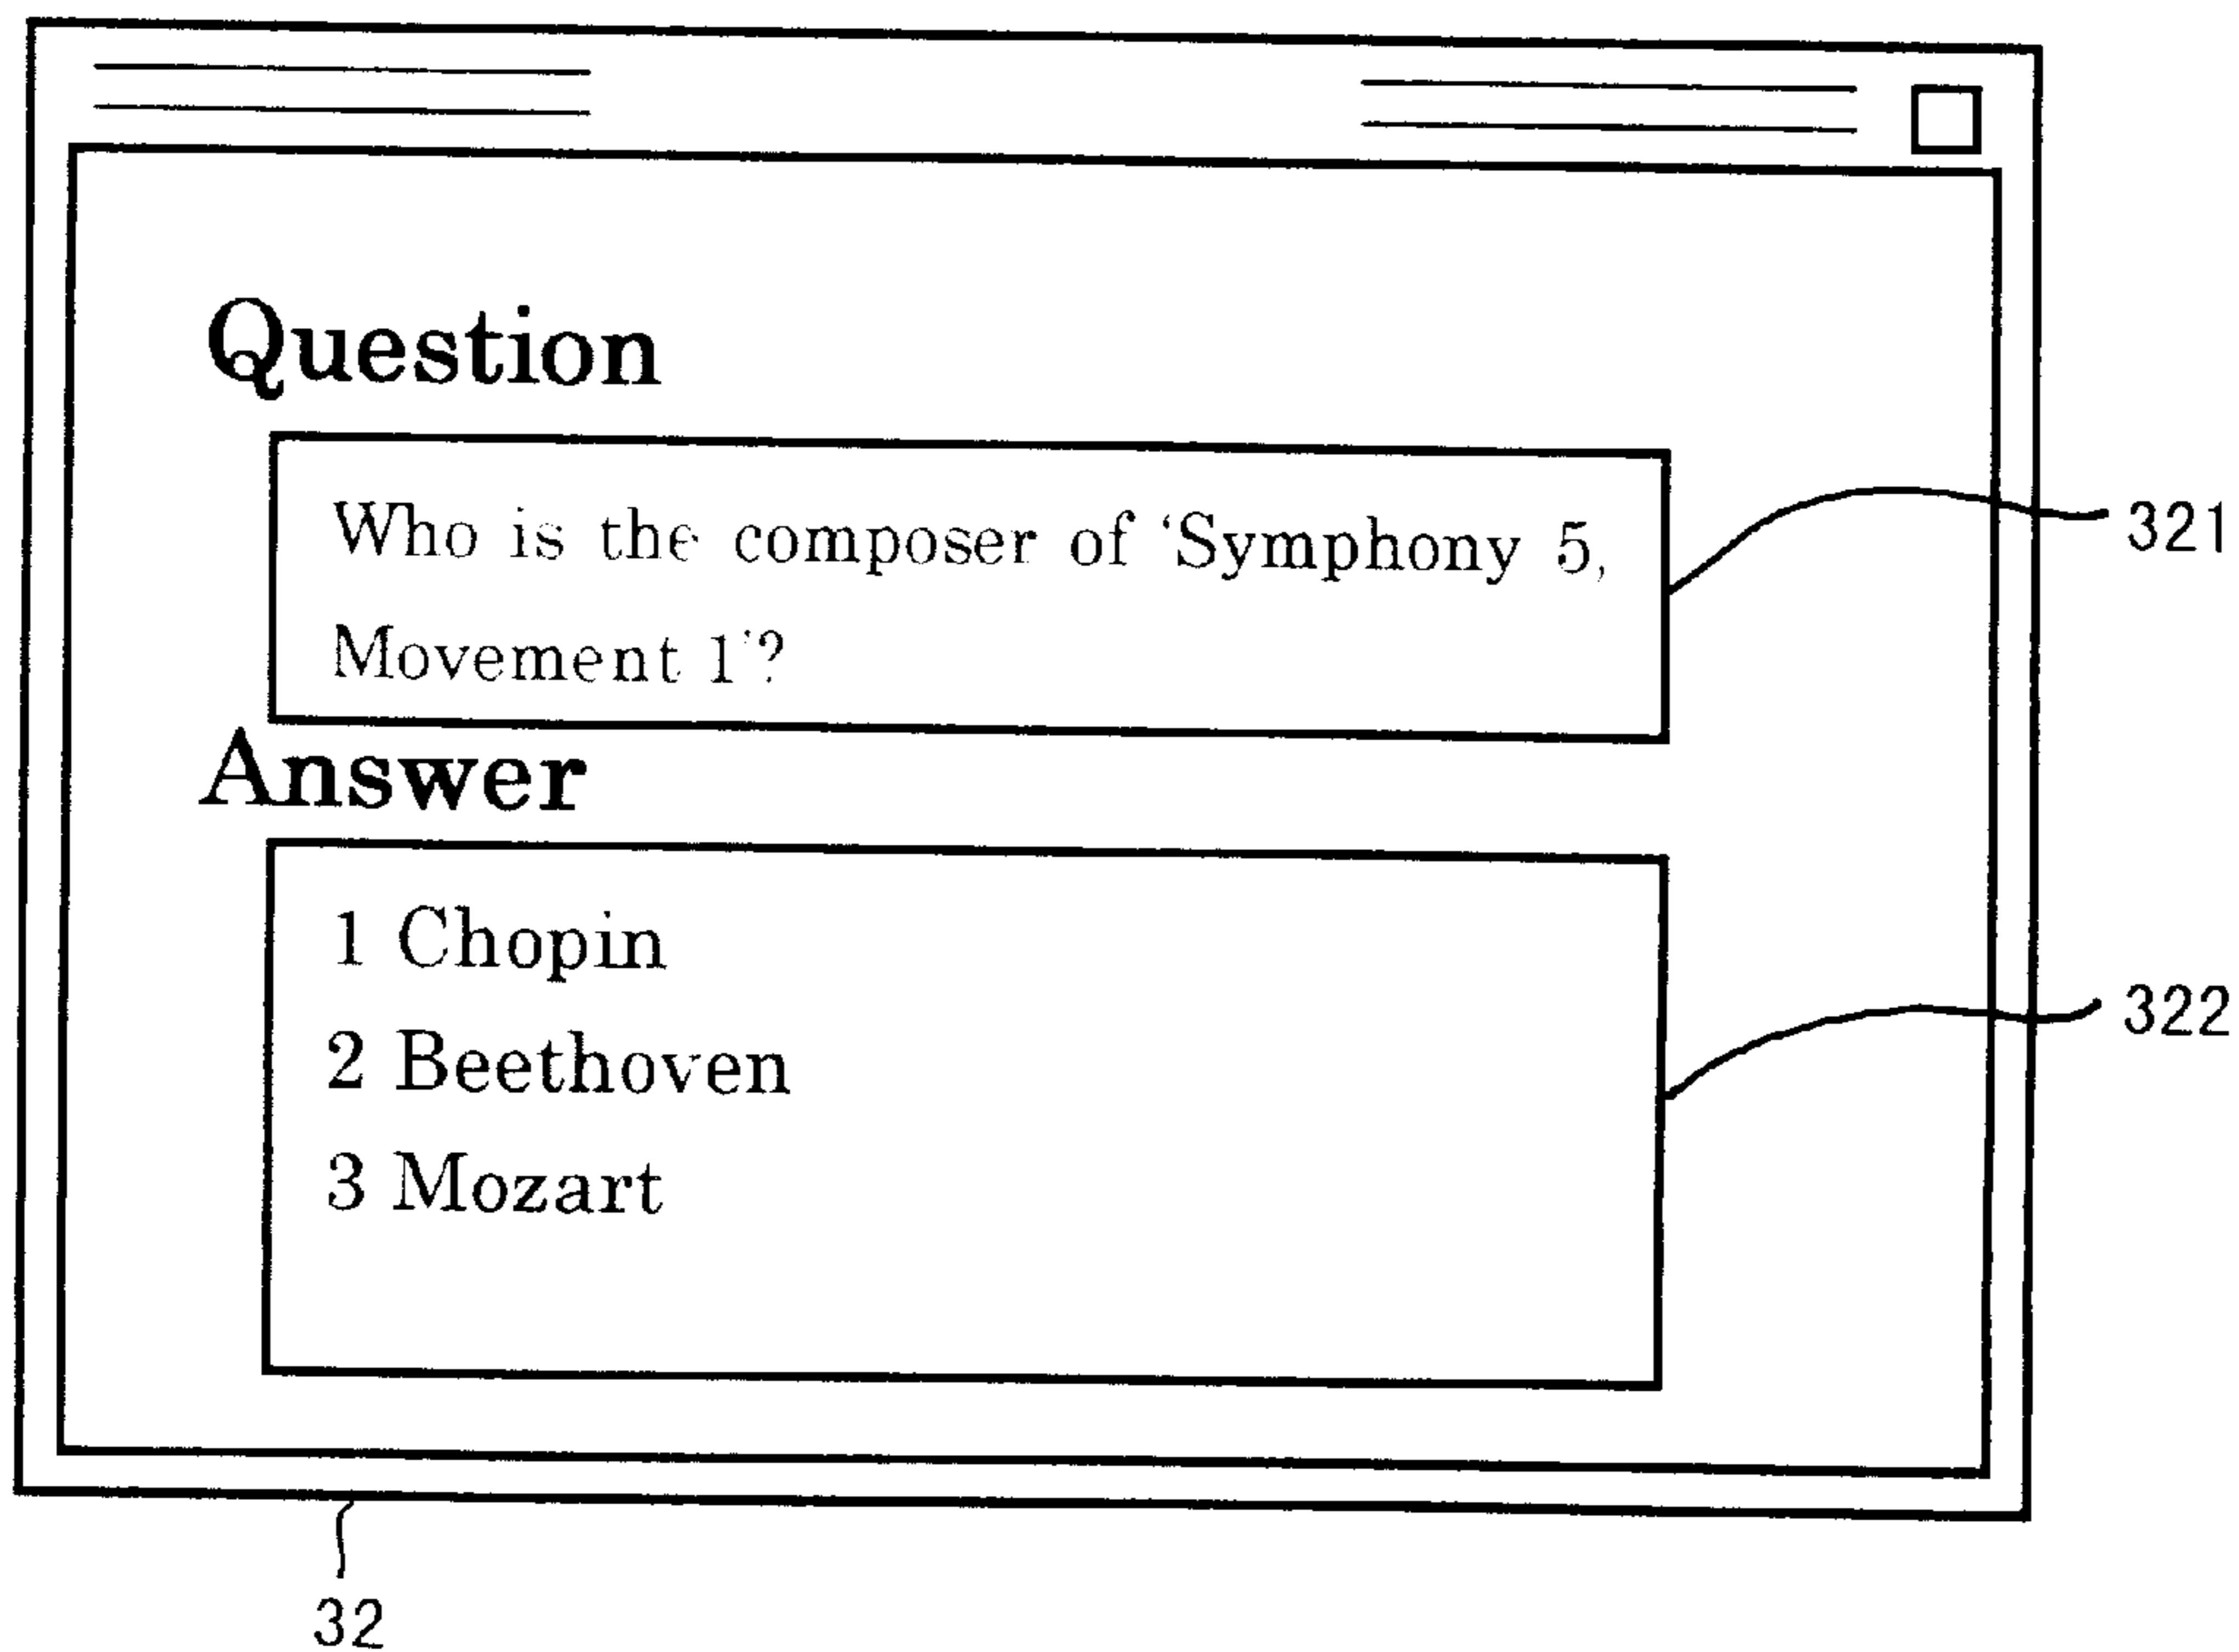 Question
Who is the composer of ‘Symphony 5,
Movement 1’?
321
Answer
1 Chopin
2 Beethoven
3 Mozart
322
32